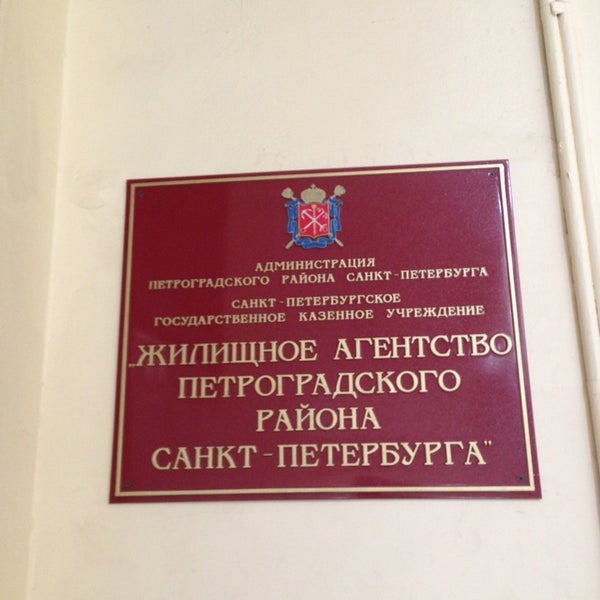 АДМИНИСТРАЦИЯ
ПЕТРОГРАДСКОГО РАЙОНА САНКТ-ПЕТЕРБУРГА
САНКТ-ПЕТЕРБУРГСКОЕ
ГОСУДАРСТВЕННОЕ КАЗЕННОЕ УЧРЕЖДЕНИЕ
„ЖИЛИЩНОЕ АГЕНТСТВО
ПЕТРОГРАДСКОГО
РАЙОНА
САНКТ-ПЕТЕРБУРГА"